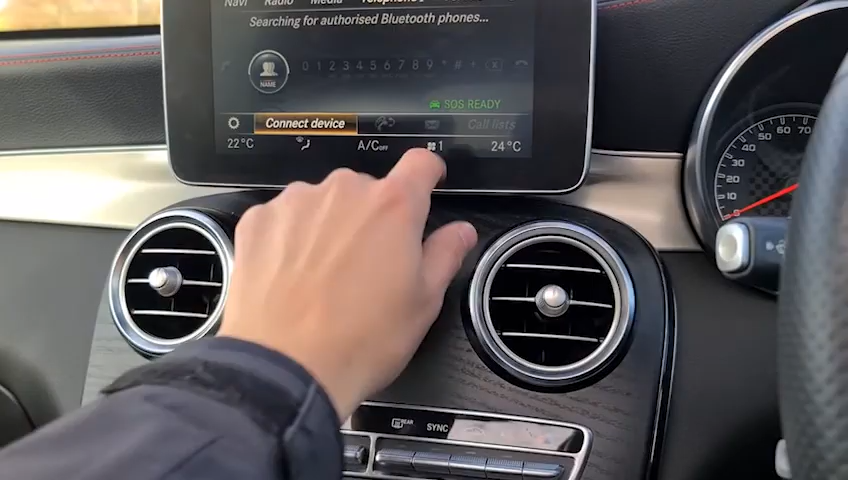 Navi Radio Media Telephone
Searching for authorised Bluetooth phones...
0 1 2 3 4 5 6 7 8 9 * # +
NAME
SOS READY
Connect device Call lists
22°C A/C OFF 1 24°C
70
60
50
40
30
20
10
REAR SYNC